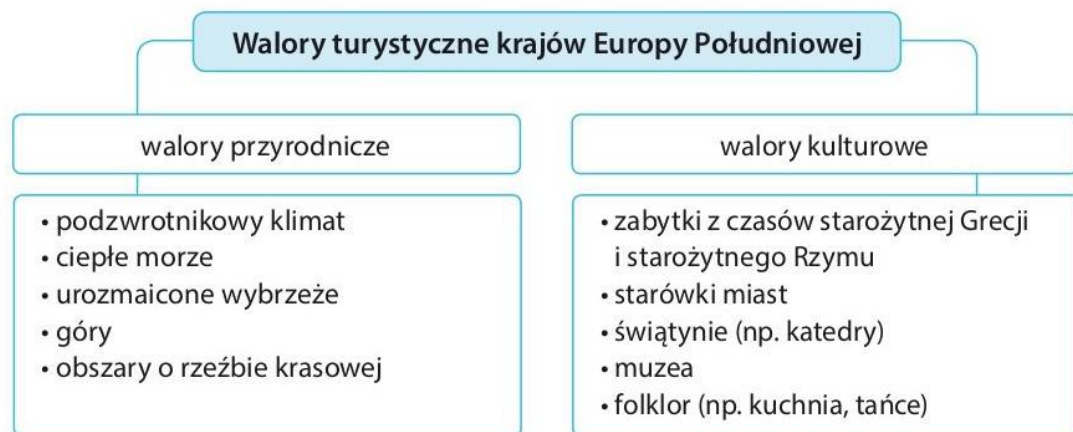 Walory turystyczne krajów Europy Południowej
walory przyrodnicze
• podzwrotnikowy klimat
• ciepłe morze
• urozmaicone wybrzeże
• góry
• obszary o rzeźbie krasowej
walory kulturowe
• zabytki z czasów starożytnej Grecji
i starożytnego Rzymu
• starówki miast
• świątynie (np. katedry)
• muzea
• folklor (np. kuchnia, tańce)